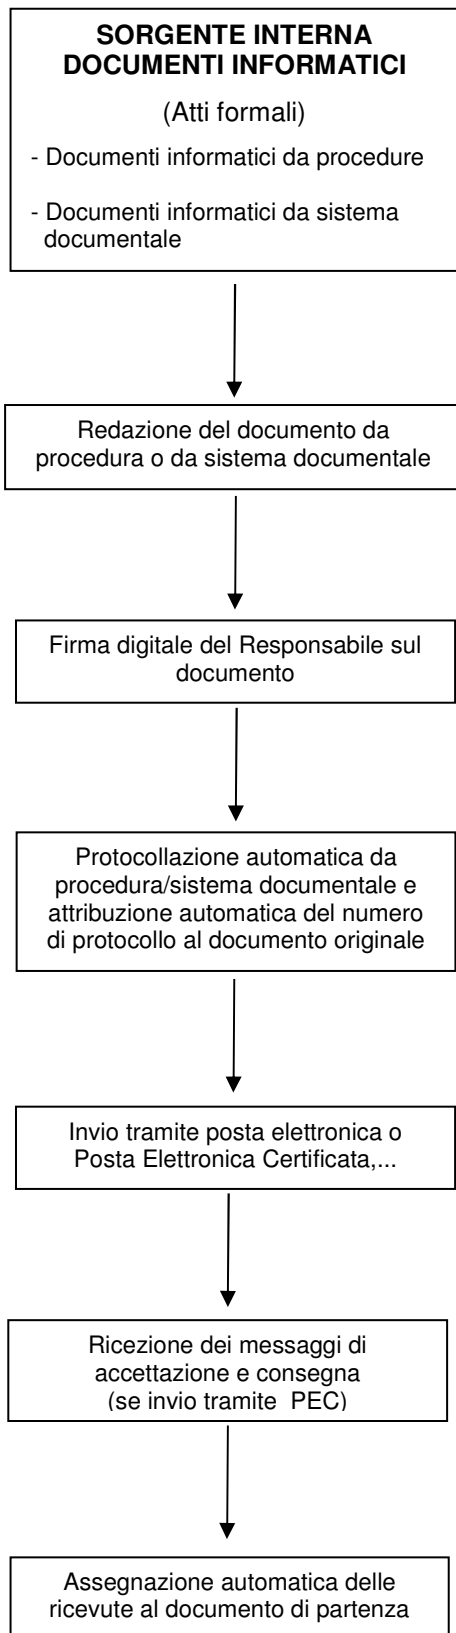 SORGENTE INTERNA
DOCUMENTI INFORMATICI
(Atti formali)
- Documenti informatici da procedure
- Documenti informatici da sistema
documentale
Redazione del documento da
procedura o da sistema documentale
Firma digitale del Responsabile sul
documento
Protocollazione automatica da
procedura/sistema documentale e
attribuzione automatica del numero
di protocollo al documento originale
Invio tramite posta elettronica o
Posta Elettronica Certificata,...
Ricezione dei messaggi di
accettazione e consegna
(se invio tramite PEC)
Assegnazione automatica delle
ricevute al documento di partenza